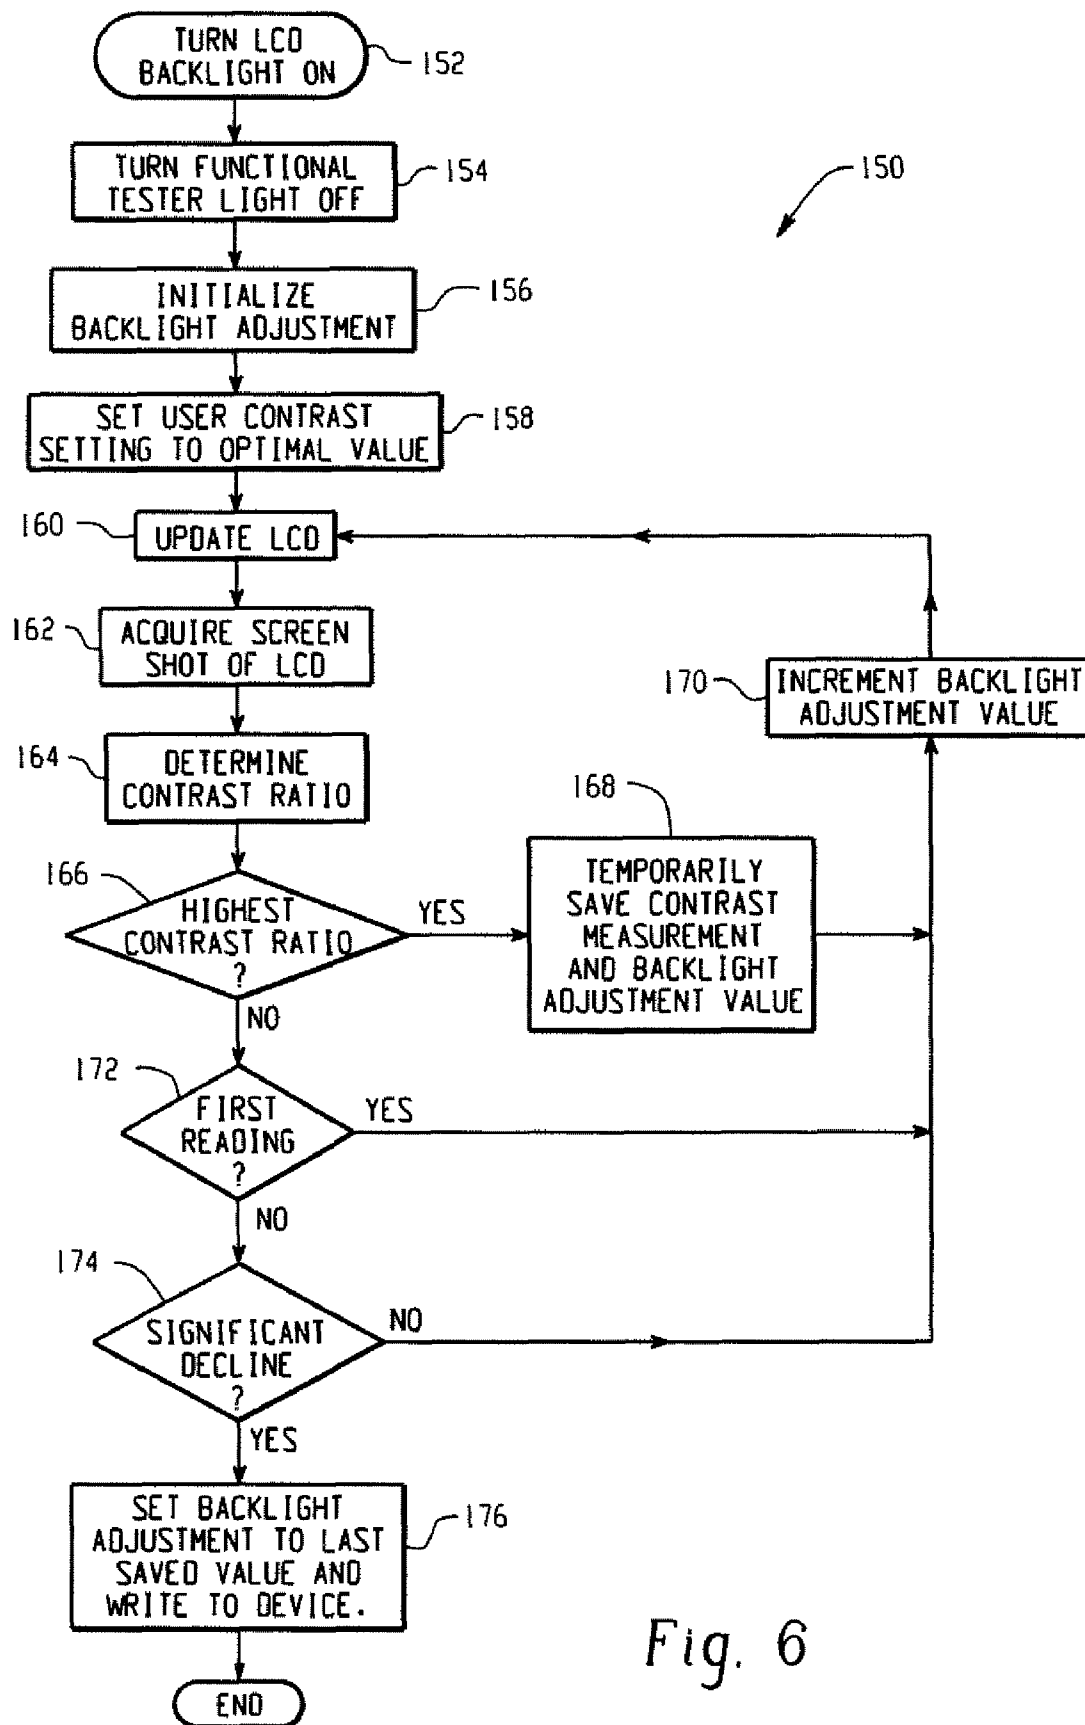 TURN LCD
BACKLIGHT ON
152
TURN FUNCTIONAL
TESTER LIGHT OFF
154
150
INITIALIZE
BACKLIGHT ADJUSTMENT
156
SET USER CONTRAST
SETTING TO OPTIMAL VALUE
158
160
UPDATE LCD
162
ACQUIRE SCREEN
SHOT OF LCD
170
INCREMENT BACKLIGHT
ADJUSTMENT VALUE
164
DETERMINE
CONTRAST RATIO
168
TEMPORARILY
SAVE CONTRAST
MEASUREMENT
AND BACKLIGHT
ADJUSTMENT VALUE
166
HIGHEST
CONTRAST RATIO
?
YES
NO
172
FIRST
READING
?
YES
NO
174
SIGNIFICANT
DECLINE
?
NO
YES
SET BACKLIGHT
ADJUSTMENT TO LAST
SAVED VALUE AND
WRITE TO DEVICE.
176
END
Fig. 6